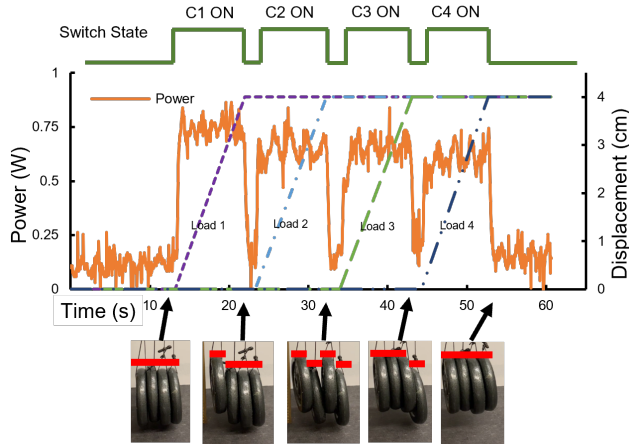 C1 ON C2 ON C3 ON C4 ON
Switch State
1
0.75
0.5
0.25
0
Power (W)
Power
Load 1 Load 2 Load 3 Load 4
5
4
3
2
1
0
Displacement (cm)
Time (s) 10 20 30 40 50 60